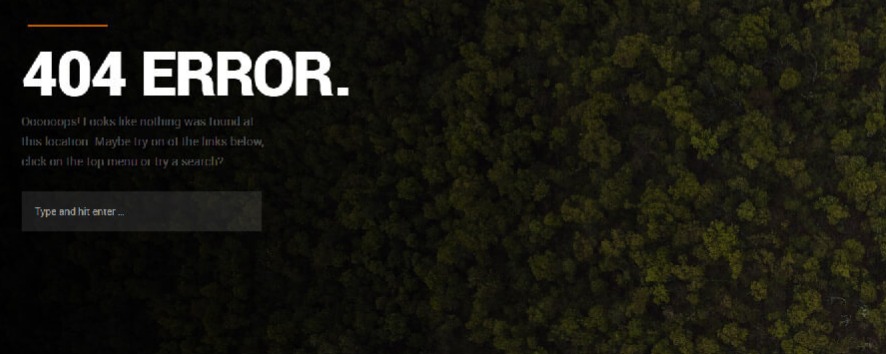 404 ERROR.
Oooooops! Looks like nothing was found at
this location. Maybe try on of the links below,
click on the top menu or try a search?
Type and hit enter ...